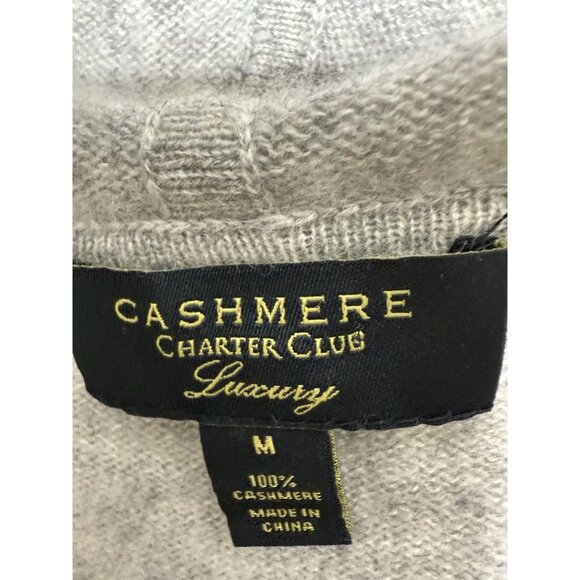 CASHMERE
CHARTER CLUB
Luxury
M
100%
CASHMERE
MADE IN
CHINA